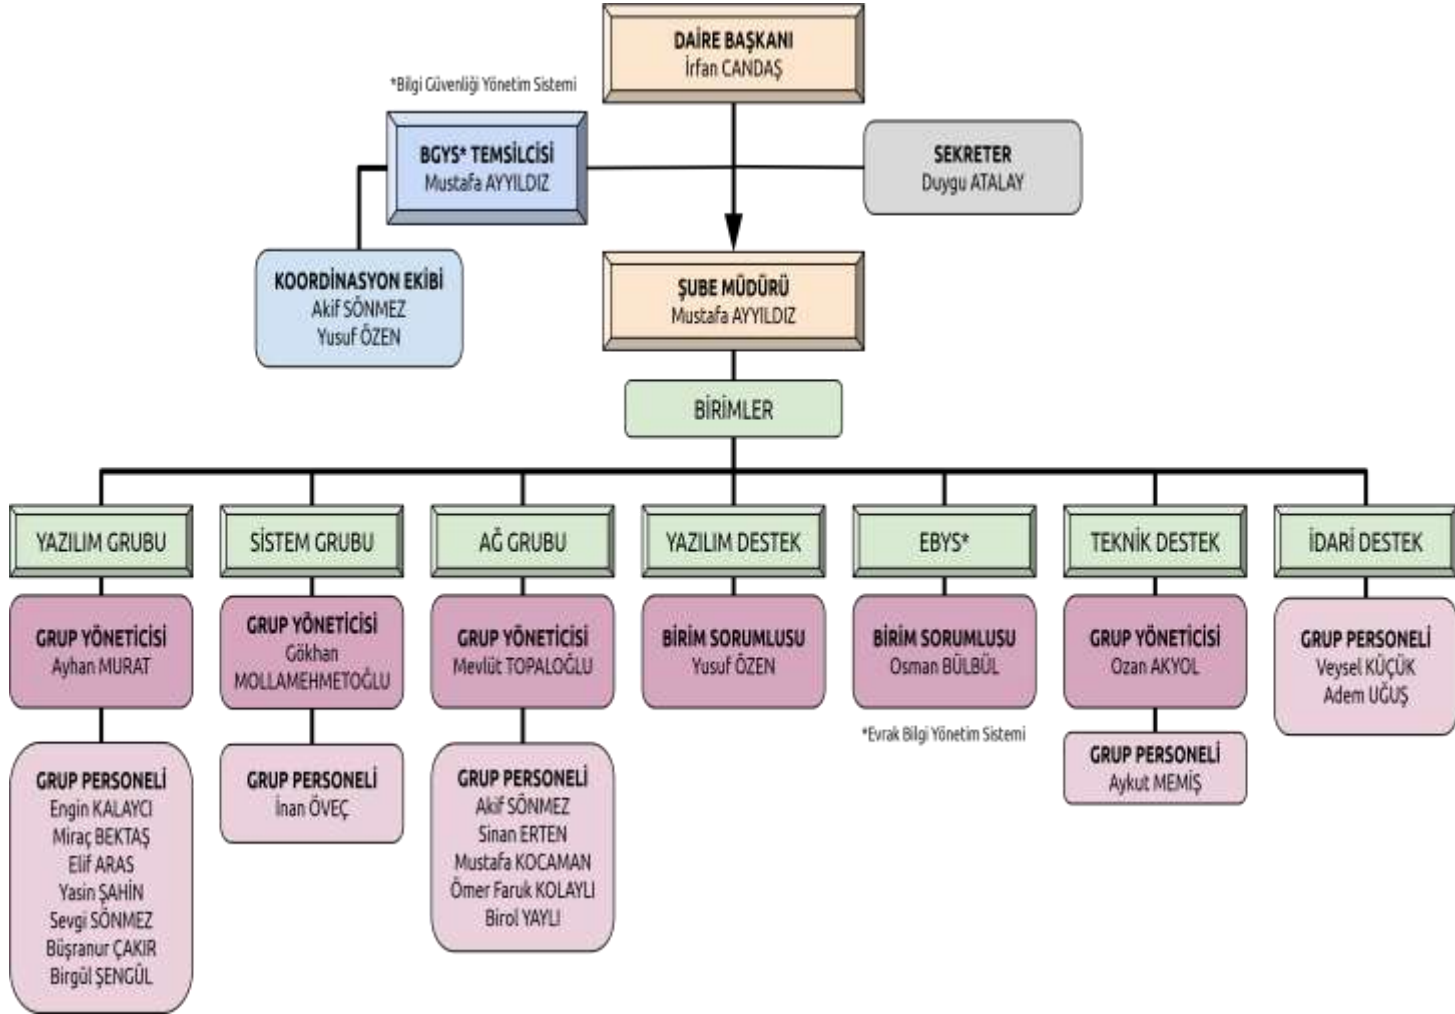 DAİRE BAŞKANI
İrfan CANDAŞ
*Bilgi Güvenliği Yönetim Sistemi
BGYS* TEMSİLCİSİ
Mustafa AYYILDIZ
SEKRETER
Duygu ATALAY
KOORDİNASYON EKİBİ
Akif SÖNMEZ
Yusuf ÖZEN
ŞUBE MÜDÜRÜ
Mustafa AYYILDIZ
BİRİMLER
YAZILIM GRUBU
SİSTEM GRUBU
AĞ GRUBU
YAZILIM DESTEK
EBYS*
TEKNİK DESTEK
İDARİ DESTEK
GRUP YÖNETİCİSİ
Ayhan MURAT
GRUP YÖNETİCİSİ
Gökhan
MOLLAMEHMETOĞLU
GRUP YÖNETİCİSİ
Mevlüt TOPALOĞLU
BİRİM SORUMLUSU
Yusuf ÖZEN
BİRİM SORUMLUSU
Osman BÜLBÜL
GRUP YÖNETİCİSİ
Ozan AKYOL
GRUP PERSONELİ
Veysel KÜÇÜK
Adem UĞUŞ
*Evrak Bilgi Yönetim Sistemi
GRUP PERSONELİ
Engin KALAYCI
Miraç BEKTAŞ
Elif ARAS
Yasin ŞAHİN
Sevgi SÖNMEZ
Büşranur ÇAKIR
Birgül ŞENGÜL
GRUP PERSONELİ
İnan ÖVEÇ
GRUP PERSONELİ
Akif SÖNMEZ
Sinan ERTEN
Mustafa KOCAMAN
Ömer Faruk KOLAYLI
Birol YAYLI
GRUP PERSONELİ
Aykut MEMİŞ